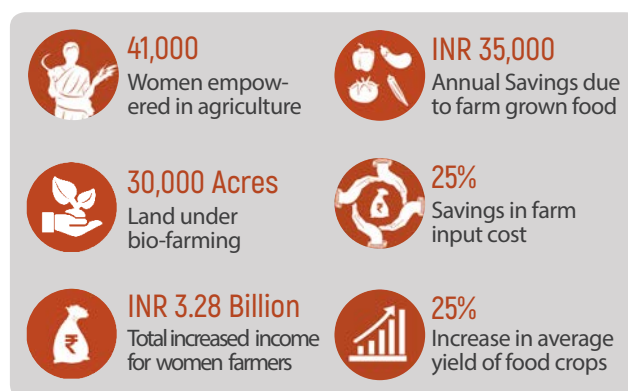 41,000
Women empow-
ered in agriculture
INR 35,000
Annual Savings due
to farm grown food
30,000 Acres
Land under
bio-farming
25%
Savings in farm
input cost
INR 3.28 Billion
Total increased income
for women farmers
25%
Increase in average
yield of food crops
₹
₹